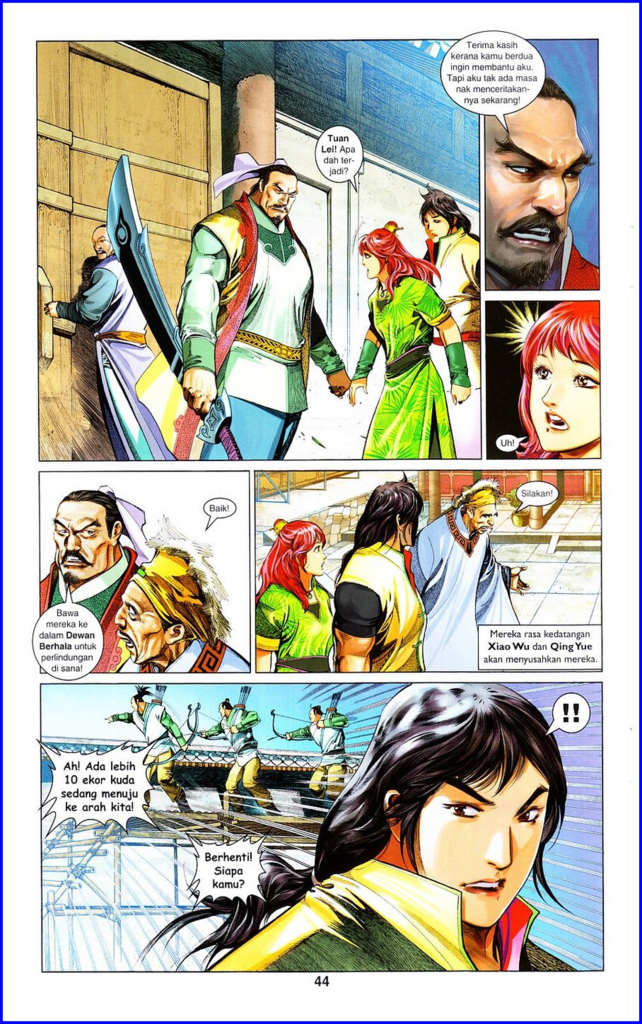 Tuan
Lei! Apa
dah ter-
jadi?
Terima kasih
kerana kamu berdua
ingin membantu aku.
Tapi aku tak ada masa
nak menceritakan-
nya sekarang!
Uh!
Bawa
mereka ke
dalam Dewan
Berhala untuk
perlindungan
di sana!
Baik!
Silakan!
Mereka rasa kedatangan
Xiao Wu dan Qing Yue
akan menyusahkan mereka.
Ah! Ada lebih
10 ekor kuda
sedang menuju
ke arah kita!
Berhenti!
Siapa
kamu?
!!
44